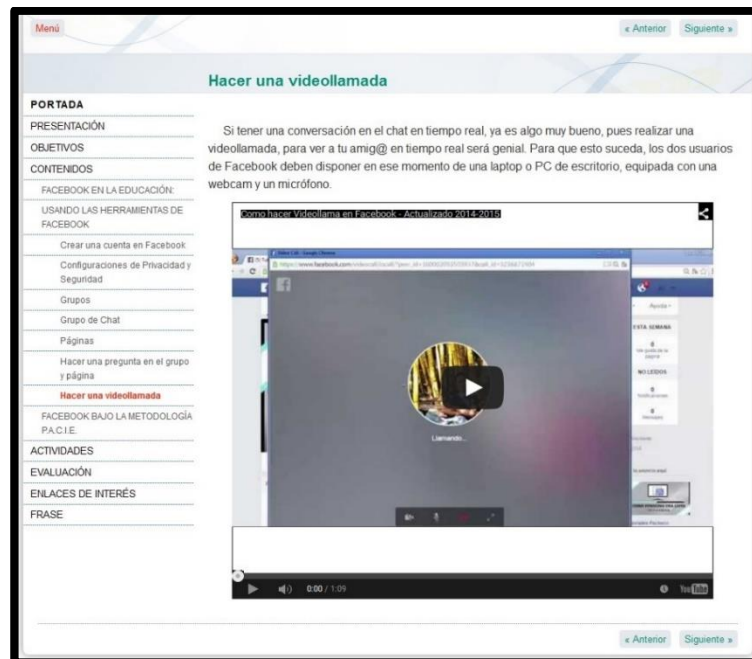 Menú
« Anterior Siguiente »
Hacer una videollamada
PORTADA
PRESENTACIÓN
OBJETIVOS
CONTENIDOS
FACEBOOK EN LA EDUCACIÓN:
USANDO LAS HERRAMIENTAS DE
FACEBOOK
Crear una cuenta en Facebook
Configuraciones de Privacidad y
Seguridad
Grupos
Grupo de Chat
Páginas
Hacer una pregunta en el grupo
y página
Hacer una videollamada
FACEBOOK BAJO LA METODOLOGÍA
P.A.C.I.E.
ACTIVIDADES
EVALUACIÓN
ENLACES DE INTERÉS
FRASE
Si tener una conversación en el chat en tiempo real, ya es algo muy bueno, pues realizar una
videollamada, para ver a tu amig@ en tiempo real será genial. Para que esto suceda, los dos usuarios
de Facebook deben disponer en ese momento de una laptop o PC de escritorio, equipada con una
webcam y un micrófono.
Como hacer Videollama en Facebook - Actualizado 2014-2015
Llamando...
Ayuda
ESTA SEMANA
0
NO LEÍDOS
0
0
0:00 / 1:09
YouTube
« Anterior Siguiente »